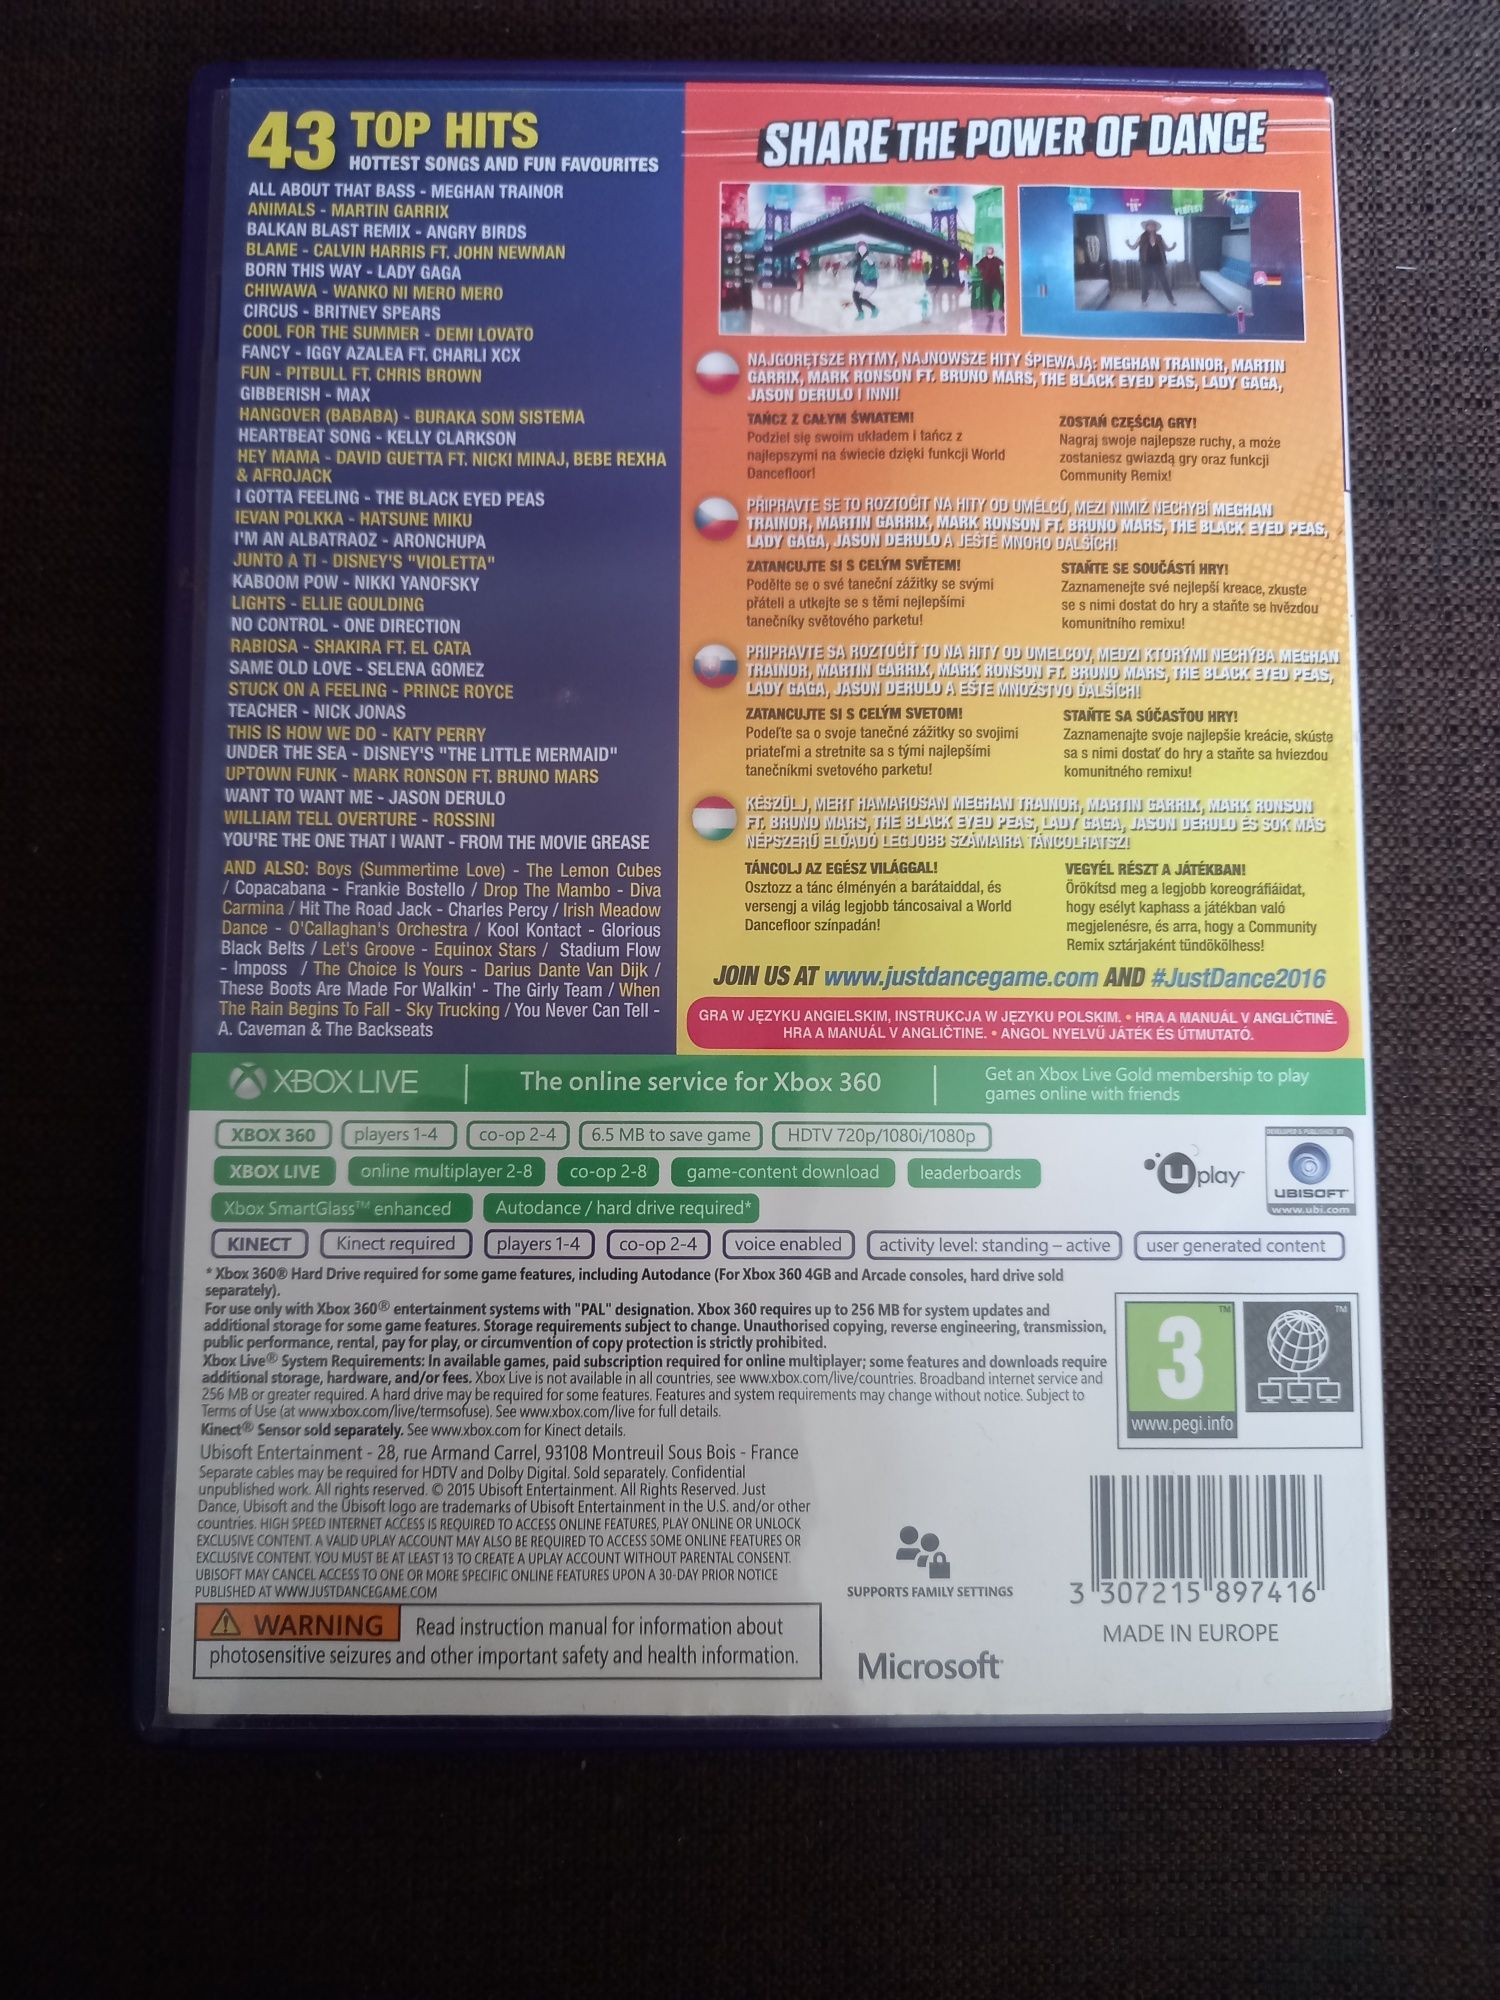 43 TOP HITS
HOTTEST SONGS AND FUN FAVOURITES
ALL ABOUT THAT BASS - MEGHAN TRAINOR
ANIMALS - MARTIN GARRIX
BALKAN BLAST REMIX - ANGRY BIRDS
BLAME - CALVIN HARRIS FT. JOHN NEWMAN
BORN THIS WAY - LADY GAGA
CHIWAWA - WANKO NI MERO MERO
CIRCUS - BRITNEY SPEARS
COOL FOR THE SUMMER - DEMI LOVATO
FANCY - IGGY AZALEA FT. CHARLI XCX
FUN - PITBULL FT. CHRIS BROWN
GIBBERISH - MAX
HANGOVER (BABABA) - BURAKA SOM SISTEMA
HEARTBEAT SONG - KELLY CLARKSON
HEY MAMA - DAVID GUETTA FT. NICKI MINAJ, BEBE REXHA
& AFROJACK
I GOTTA FEELING - THE BLACK EYED PEAS
IEVAN POLKKA - HATSUNE MIKU
I'M AN ALBATRAOZ - ARONCHUPA
JUNTO A TI - DISNEY'S "VIOLETTA"
KABOOM POW - NIKKI YANOFSKY
LIGHTS - ELLIE GOULDING
NO CONTROL - ONE DIRECTION
RABIOSA - SHAKIRA FT. EL CATA
SAME OLD LOVE - SELENA GOMEZ
STUCK ON A FEELING - PRINCE ROYCE
TEACHER - NICK JONAS
THIS IS HOW WE DO - KATY PERRY
UNDER THE SEA - DISNEY'S "THE LITTLE MERMAID"
UPTOWN FUNK - MARK RONSON FT. BRUNO MARS
WANT TO WANT ME - JASON DERULO
WILLIAM TELL OVERTURE - ROSSINI
YOU'RE THE ONE THAT I WANT - FROM THE MOVIE GREASE
AND ALSO: Boys (Summertime Love) - The Lemon Cubes
/ Copacabana - Frankie Bostello / Drop The Mambo - Diva
Carmina / Hit The Road Jack - Charles Percy / Irish Meadow
Dance - O'Callaghan's Orchestra / Kool Kontact - Glorious
Black Belts / Let's Groove - Equinox Stars / Stadium Flow
- Imposs / The Choice Is Yours - Darius Dante Van Dijk /
These Boots Are Made For Walkin' - The Girly Team / When
The Rain Begins To Fall - Sky Trucking / You Never Can Tell -
A. Caveman & The Backseats
SHARE THE POWER OF DANCE
NAJGORĘTSZE RYTMY, NAJNOWSZE HITY ŚPIEWAJĄ: MEGHAN TRAINOR, MARTIN
GARRIX, MARK RONSON FT. BRUNO MARS, THE BLACK EYED PEAS, LADY GAGA,
JASON DERULO I INNI!
TAŃCZ Z CAŁYM ŚWIATEM!
Podziel się swoim układem i tańcz z
najlepszymi na świecie dzięki funkcji World
Dancefloor!
ZOSTAŃ CZĘŚCIĄ GRY!
Nagraj swoje najlepsze ruchy, a może
zostaniesz gwiazdą gry oraz funkcji
Community Remix!
PŘIPRAVTE SE TO ROZTOČIT NA HITY OD UMĚLCŮ, MEZI NIMIŽ NECHYBÍ MEGHAN
TRAINOR, MARTIN GARRIX, MARK RONSON FT. BRUNO MARS, THE BLACK EYED PEAS,
LADY GAGA, JASON DERULO A JEŠTĚ MNOHO DALŠÍCH!
ZATANCUJTE SI S CELÝM SVĚTEM!
Podělte se o své taneční zážitky se svými
přáteli a utkejte se s těmi nejlepšími
tanečníky světového parketu!
STAŇTE SE SOUČÁSTÍ HRY!
Zaznamenejte své nejlepší kreace, zkuste
se s nimi dostat do hry a staňte se hvězdou
komunitního remixu!
PRIPRAVTE SA ROZTOČIŤ TO NA HITY OD UMELCOV, MEDZI KTORÝMI NECHÝBA MEGHAN
TRAINOR, MARTIN GARRIX, MARK RONSON FT. BRUNO MARS, THE BLACK EYED PEAS,
LADY GAGA, JASON DERULO A EŠTE MNOŽSTVO ĎALŠÍCH!
ZATANCUJTE SI S CELÝM SVETOM!
Podeľte sa o svoje tanečné zážitky so svojimi
priateľmi a stretnite sa s tými najlepšími
tanečníkmi svetového parketu!
STAŇTE SA SÚČASŤOU HRY!
Zaznamenajte svoje najlepšie kreácie, skúste
sa s nimi dostať do hry a staňte sa hviezdou
komunitného remixu!
KÉSZÜLJ, MERT HAMAROSAN MEGHAN TRAINOR, MARTIN GARRIX, MARK RONSON
FT. BRUNO MARS, THE BLACK EYED PEAS, LADY GAGA, JASON DERULO ÉS SOK MÁS
NÉPSZERŰ ELŐADÓ LEGJOBB SZÁMAIRA TÁNCOLHATSZ!
TÁNCOLJ AZ EGÉSZ VILÁGGAL!
Osztozz a tánc élményén a barátaiddal, és
versengj a világ legjobb táncosaival a World
Dancefloor színpadán!
VEGYÉL RÉSZT A JÁTÉKBAN!
Örökítsd meg a legjobb koreográfiáidat,
hogy esélyt kaphass a játékban való
megjelenésre, és arra, hogy a Community
Remix sztárjaként tündökölhess!
JOIN US AT www.justdancegame.com AND #JustDance2016
GRA W JĘZYKU ANGIELSKIM, INSTRUKCJA W JĘZYKU POLSKIM. • HRA A MANUÁL V ANGLIČTINĚ.
HRA A MANUÁL V ANGLIČTINE. • ANGOL NYELVŰ JÁTÉK ÉS ÚTMUTATÓ.
XBOX LIVE
The online service for Xbox 360
Get an Xbox Live Gold membership to play
games online with friends
XBOX 360 players 1-4 co-op 2-4 6.5 MB to save game HDTV 720p/1080i/1080p
XBOX LIVE online multiplayer 2-8 co-op 2-8 game-content download leaderboards
Xbox SmartGlass™ enhanced Autodance / hard drive required*
KINECT Kinect required players 1-4 co-op 2-4 voice enabled activity level: standing – active user generated content
uplay
DEVELOPED & PUBLISHED BY
UBISOFT
www.ubi.com
* Xbox 360® Hard Drive required for some game features, including Autodance (For Xbox 360 4GB and Arcade consoles, hard drive sold
separately).
For use only with Xbox 360® entertainment systems with "PAL" designation. Xbox 360 requires up to 256 MB for system updates and
additional storage for some game features. Storage requirements subject to change. Unauthorised copying, reverse engineering, transmission,
public performance, rental, pay for play, or circumvention of copy protection is strictly prohibited.
Xbox Live® System Requirements: In available games, paid subscription required for online multiplayer; some features and downloads require
additional storage, hardware, and/or fees. Xbox Live is not available in all countries, see www.xbox.com/live/countries. Broadband internet service and
256 MB or greater required. A hard drive may be required for some features. Features and system requirements may change without notice. Subject to
Terms of Use (at www.xbox.com/live/termsofuse). See www.xbox.com/live for full details.
Kinect® Sensor sold separately. See www.xbox.com for Kinect details.
Ubisoft Entertainment - 28, rue Armand Carrel, 93108 Montreuil Sous Bois - France
Separate cables may be required for HDTV and Dolby Digital. Sold separately. Confidential
unpublished work. All rights reserved. © 2015 Ubisoft Entertainment. All Rights Reserved. Just
Dance, Ubisoft and the Ubisoft logo are trademarks of Ubisoft Entertainment in the U.S. and/or other
countries. HIGH SPEED INTERNET ACCESS IS REQUIRED TO ACCESS ONLINE FEATURES, PLAY ONLINE OR UNLOCK
EXCLUSIVE CONTENT. A VALID UPLAY ACCOUNT MAY ALSO BE REQUIRED TO ACCESS SOME ONLINE FEATURES OR
EXCLUSIVE CONTENT. YOU MUST BE AT LEAST 13 TO CREATE A UPLAY ACCOUNT WITHOUT PARENTAL CONSENT.
UBISOFT MAY CANCEL ACCESS TO ONE OR MORE SPECIFIC ONLINE FEATURES UPON A 30-DAY PRIOR NOTICE
PUBLISHED AT WWW.JUSTDANCEGAME.COM
WARNING Read instruction manual for information about
photosensitive seizures and other important safety and health information.
3
www.pegi.info
SUPPORTS FAMILY SETTINGS
Microsoft
3 307215 897416
MADE IN EUROPE